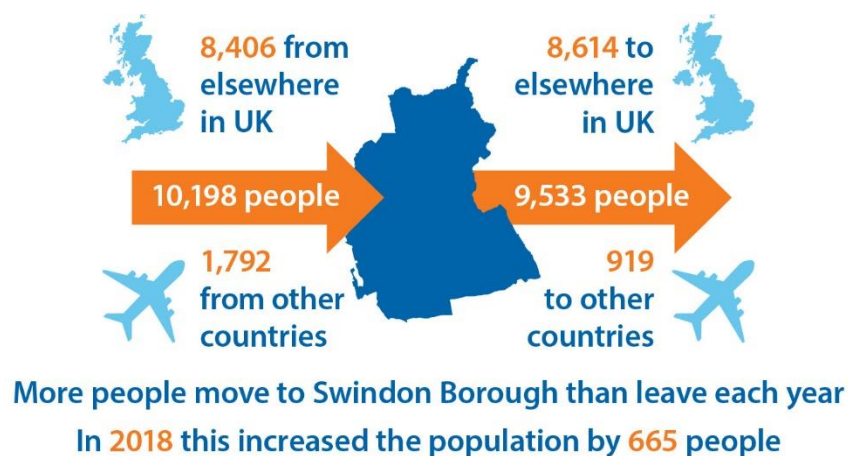 8,406 from
elsewhere
in UK
8,614 to
elsewhere
in UK
10,198 people
9,533 people
1,792
from other
countries
919
to other
countries
More people move to Swindon Borough than leave each year
In 2018 this increased the population by 665 people